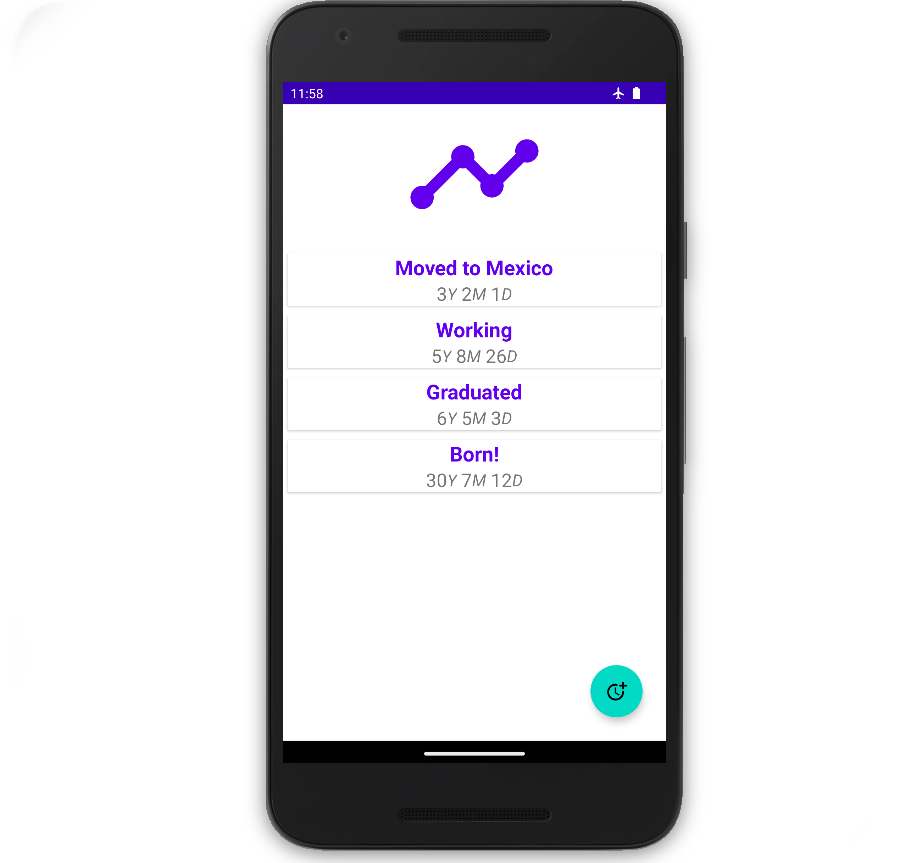 11:58
Moved to Mexico
3Y 2M 1D
Working
5Y 8M 26D
Graduated
6Y 5M 3D
Born!
30Y 7M 12D